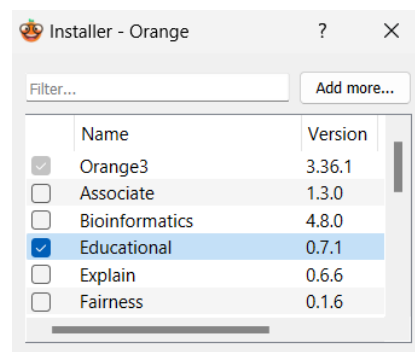 Installer - Orange ?
Filter... Add more...
Name Version
Orange3 3.36.1
Associate 1.3.0
Bioinformatics 4.8.0
Educational 0.7.1
Explain 0.6.6
Fairness 0.1.6